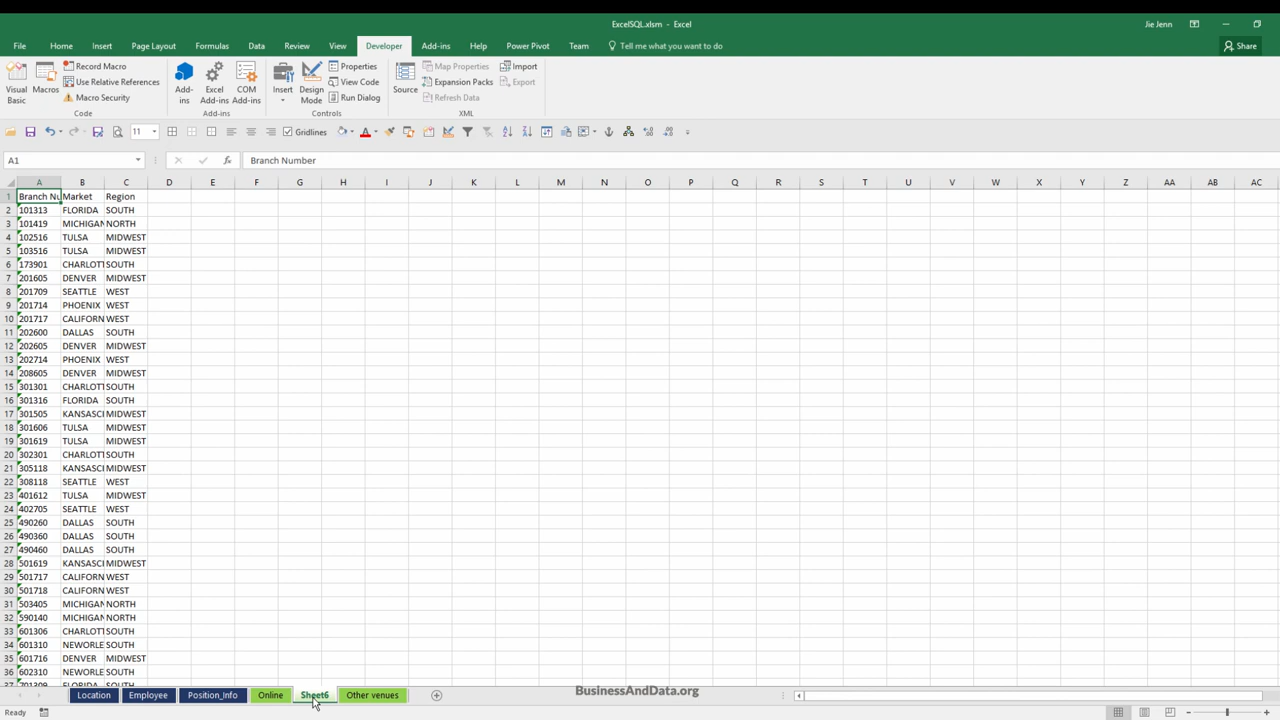 ExcelSQL.xlsm - Excel
Jie Jenn
File Home Insert Page Layout Formulas Data Review View Developer Add-ins Help Power Pivot Team Tell me what you want to do Share
Visual Basic
Macros
Record Macro
Use Relative References
Macro Security
Code
Add-ins
Excel Add-ins
COM Add-ins
Add-ins
Insert
Design Mode
Properties
View Code
Run Dialog
Controls
Source
Map Properties
Expansion Packs
Refresh Data
Import
Export
XML
11
Gridlines
A1
fx
Branch Number
A B C D E F G H I J K L M N O P Q R S T U V W X Y Z AA AB AC
1 Branch Nu Market Region
2 101313 FLORIDA SOUTH
3 101419 MICHIGAN NORTH
4 102516 TULSA MIDWEST
5 103516 TULSA MIDWEST
6 173901 CHARLOTT SOUTH
7 201605 DENVER MIDWEST
8 201709 SEATTLE WEST
9 201714 PHOENIX WEST
10 201717 CALIFORN WEST
11 202600 DALLAS SOUTH
12 202605 DENVER MIDWEST
13 202714 PHOENIX WEST
14 208605 DENVER MIDWEST
15 301301 CHARLOTT SOUTH
16 301316 FLORIDA SOUTH
17 301505 KANSASCI MIDWEST
18 301606 TULSA MIDWEST
19 301619 TULSA MIDWEST
20 302301 CHARLOTT SOUTH
21 305118 KANSASCI MIDWEST
22 308118 SEATTLE WEST
23 401612 TULSA MIDWEST
24 402705 SEATTLE WEST
25 490260 DALLAS SOUTH
26 490360 DALLAS SOUTH
27 490460 DALLAS SOUTH
28 501619 KANSASCI MIDWEST
29 501717 CALIFORN WEST
30 501718 CALIFORN WEST
31 503405 MICHIGAN NORTH
32 590140 MICHIGAN NORTH
33 601306 CHARLOTT SOUTH
34 601310 NEWORLE SOUTH
35 601716 DENVER MIDWEST
36 602310 NEWORLE SOUTH
37 701309 FLORIDA SOUTH
Location Employee Position_Info Online Sheet6 Other venues
BusinessAndData.org
Ready